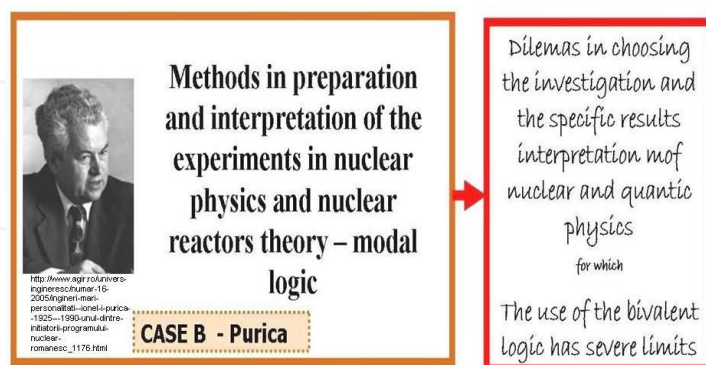 Methods in preparation
and interpretation of the
experiments in nuclear
physics and nuclear
reactors theory – modal
logic
http://www.agir.ro/univers-
ingineresc/numar-16-
2005/ingineri-mari-
personalitati--ionel-i-purica-
-1925---1990-unul-dintre-
initiatorii-programului-
nuclear-
romanesc_1176.html
CASE B - Purica
Dilemas in choosing
the investigation and
the specific results
interpretation mof
nuclear and quantic
physics
for which
The use of the bivalent
logic has severe limits